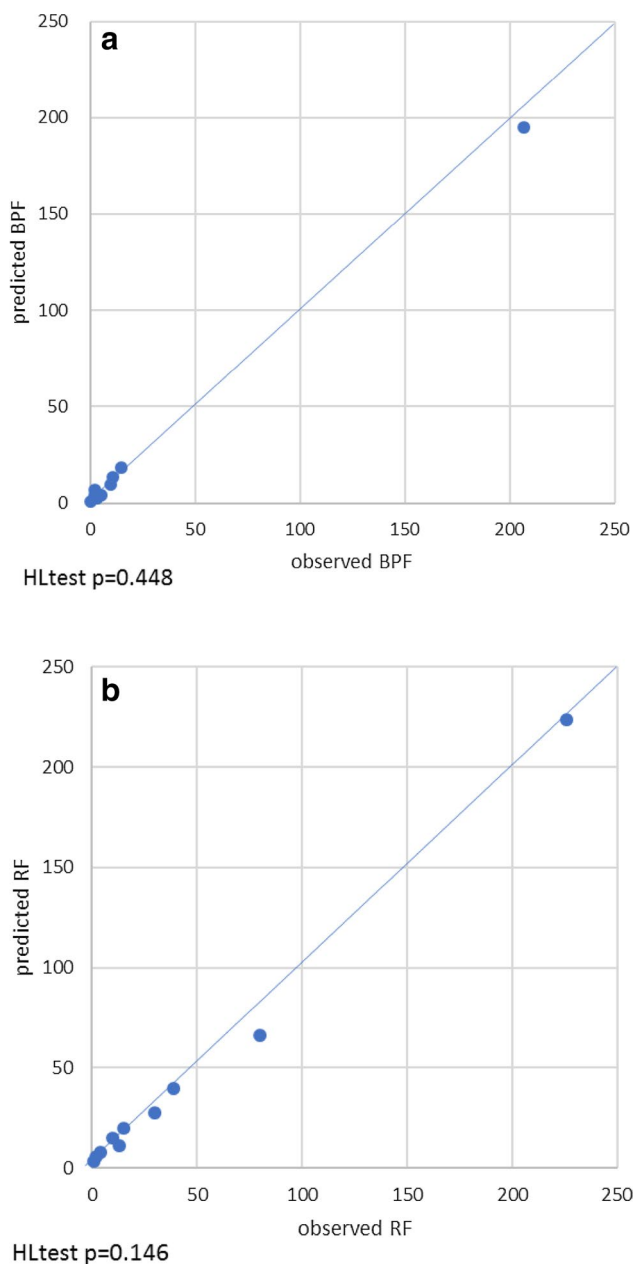 a
250
200
150
100
50
0
predicted BPF
0 50 100 150 200 250
observed BPF
HLtest p=0.448
b
250
200
150
100
50
0
predicted RF
0 50 100 150 200 250
observed RF
HLtest p=0.146